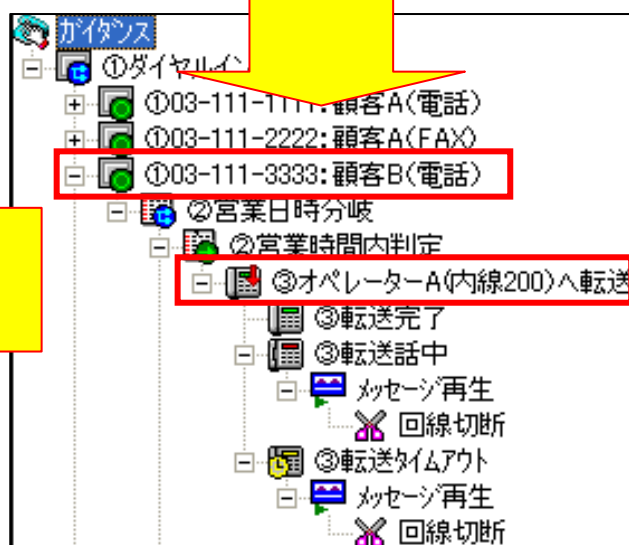 ガイダンス
①ダイヤルイン
①03-111-1111:顧客A(電話)
①03-111-2222:顧客A(FAX)
①03-111-3333:顧客B(電話)
②営業日時分岐
②営業時間内判定
③オペレーターA(内線200)へ転送
③転送完了
③転送話中
メッセージ再生
回線切断
③転送タイムアウト
メッセージ再生
回線切断